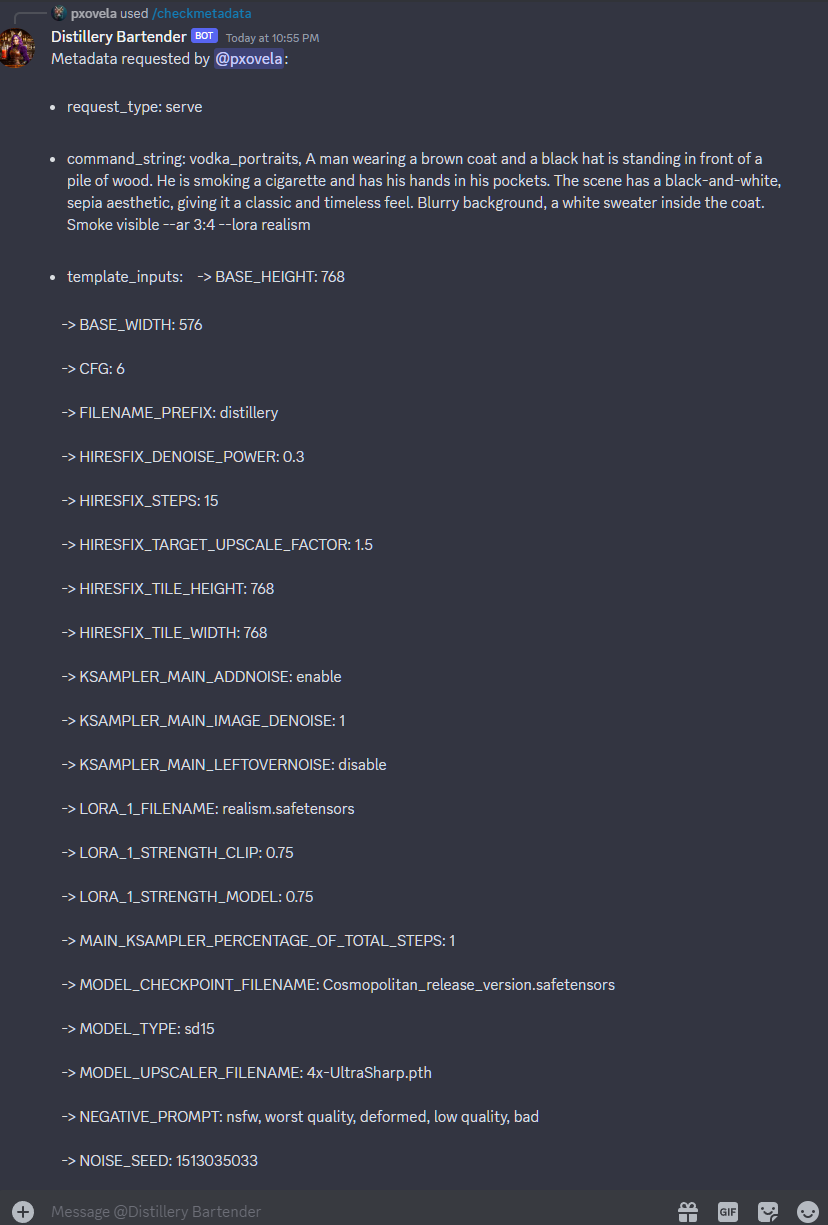 pxovela used /checkmetadata
Distillery Bartender BOT Today at 10:55 PM
Metadata requested by @pxovela:
• request_type: serve
• command_string: vodka_portraits, A man wearing a brown coat and a black hat is standing in front of a
pile of wood. He is smoking a cigarette and has his hands in his pockets. The scene has a black-and-white,
sepia aesthetic, giving it a classic and timeless feel. Blurry background, a white sweater inside the coat.
Smoke visible --ar 3:4 --lora realism
• template_inputs: -> BASE_HEIGHT: 768
-> BASE_WIDTH: 576
-> CFG: 6
-> FILENAME_PREFIX: distillery
-> HIRESFIX_DENOISE_POWER: 0.3
-> HIRESFIX_STEPS: 15
-> HIRESFIX_TARGET_UPSCALE_FACTOR: 1.5
-> HIRESFIX_TILE_HEIGHT: 768
-> HIRESFIX_TILE_WIDTH: 768
-> KSAMPLER_MAIN_ADDNOISE: enable
-> KSAMPLER_MAIN_IMAGE_DENOISE: 1
-> KSAMPLER_MAIN_LEFTOVERNOISE: disable
-> LORA_1_FILENAME: realism.safetensors
-> LORA_1_STRENGTH_CLIP: 0.75
-> LORA_1_STRENGTH_MODEL: 0.75
-> MAIN_KSAMPLER_PERCENTAGE_OF_TOTAL_STEPS: 1
-> MODEL_CHECKPOINT_FILENAME: Cosmopolitan_release_version.safetensors
-> MODEL_TYPE: sd15
-> MODEL_UPSCALER_FILENAME: 4x-UltraSharp.pth
-> NEGATIVE_PROMPT: nsfw, worst quality, deformed, low quality, bad
-> NOISE_SEED: 1513035033
Message @Distillery Bartender GIF